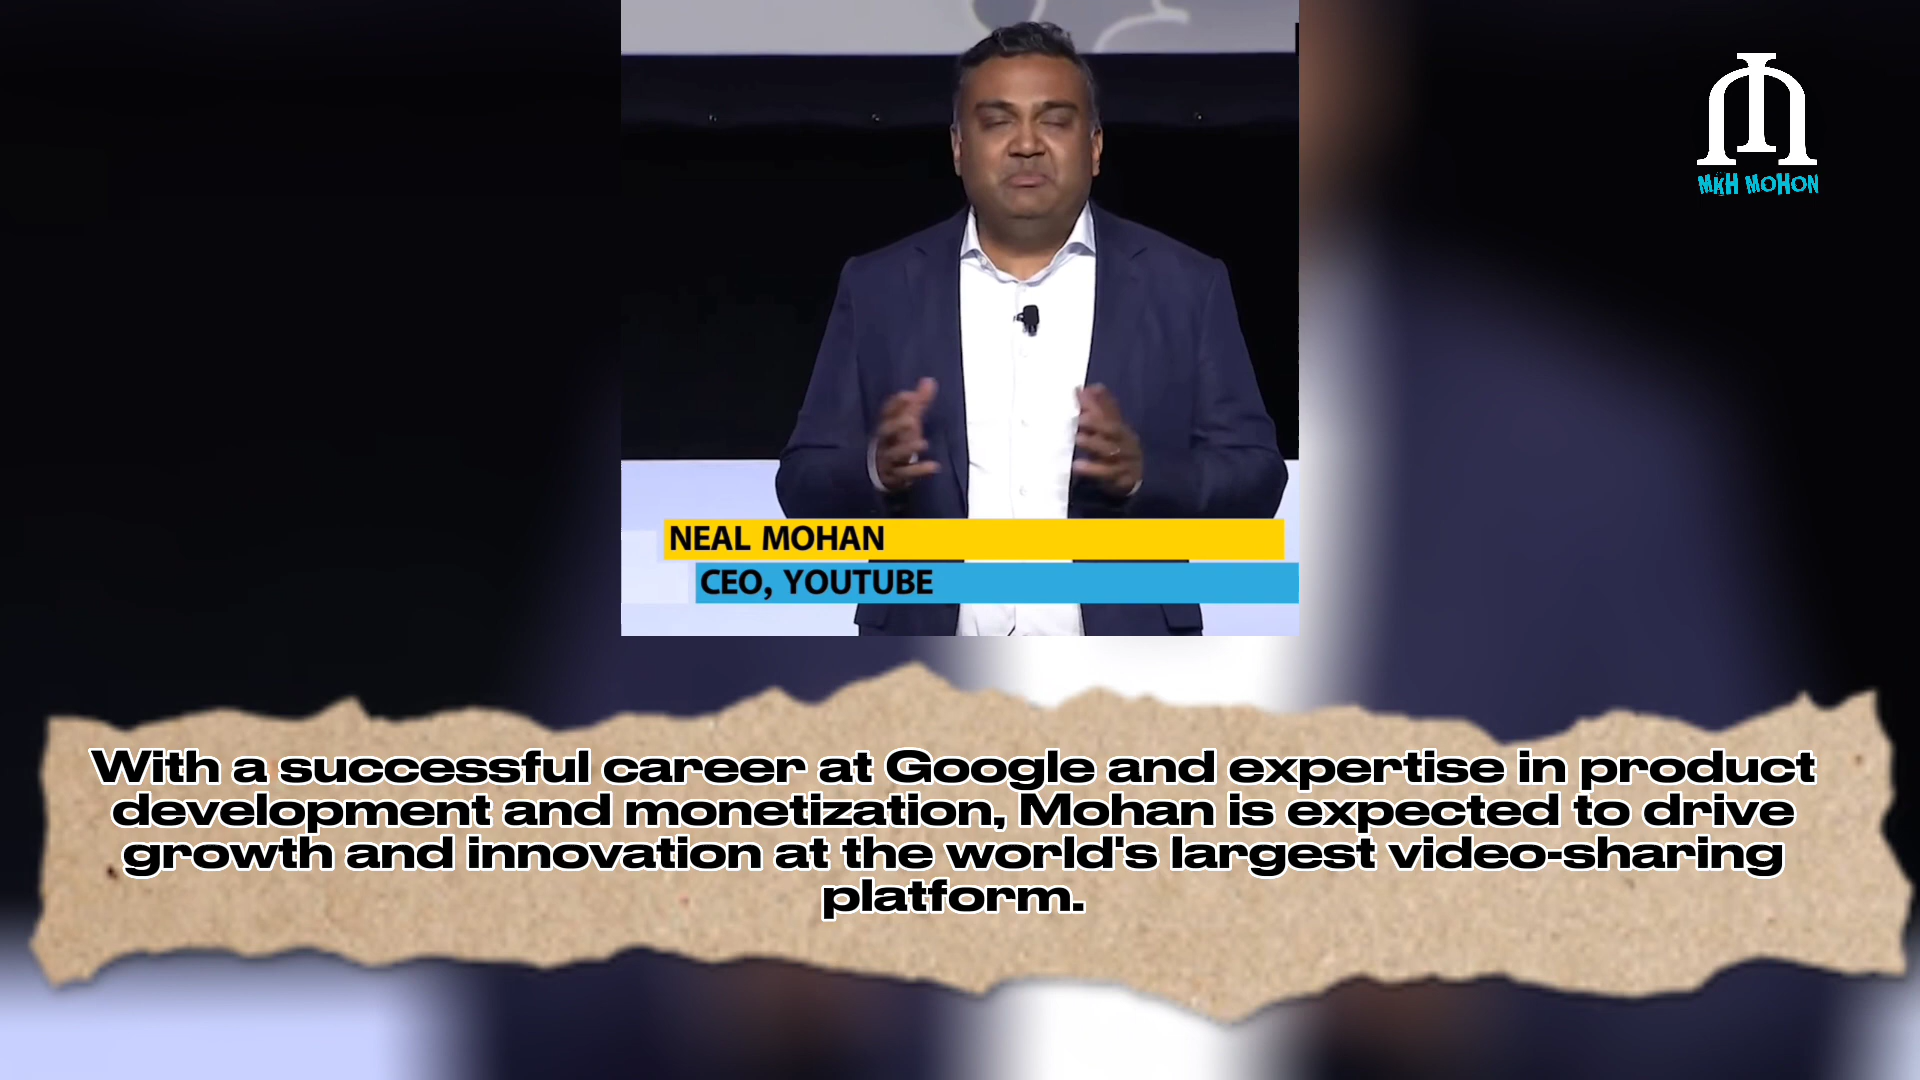 MKH MOHON
NEAL MOHAN
CEO, YOUTUBE
With a successful career at Google and expertise in product
development and monetization, Mohan is expected to drive
growth and innovation at the world's largest video-sharing
platform.